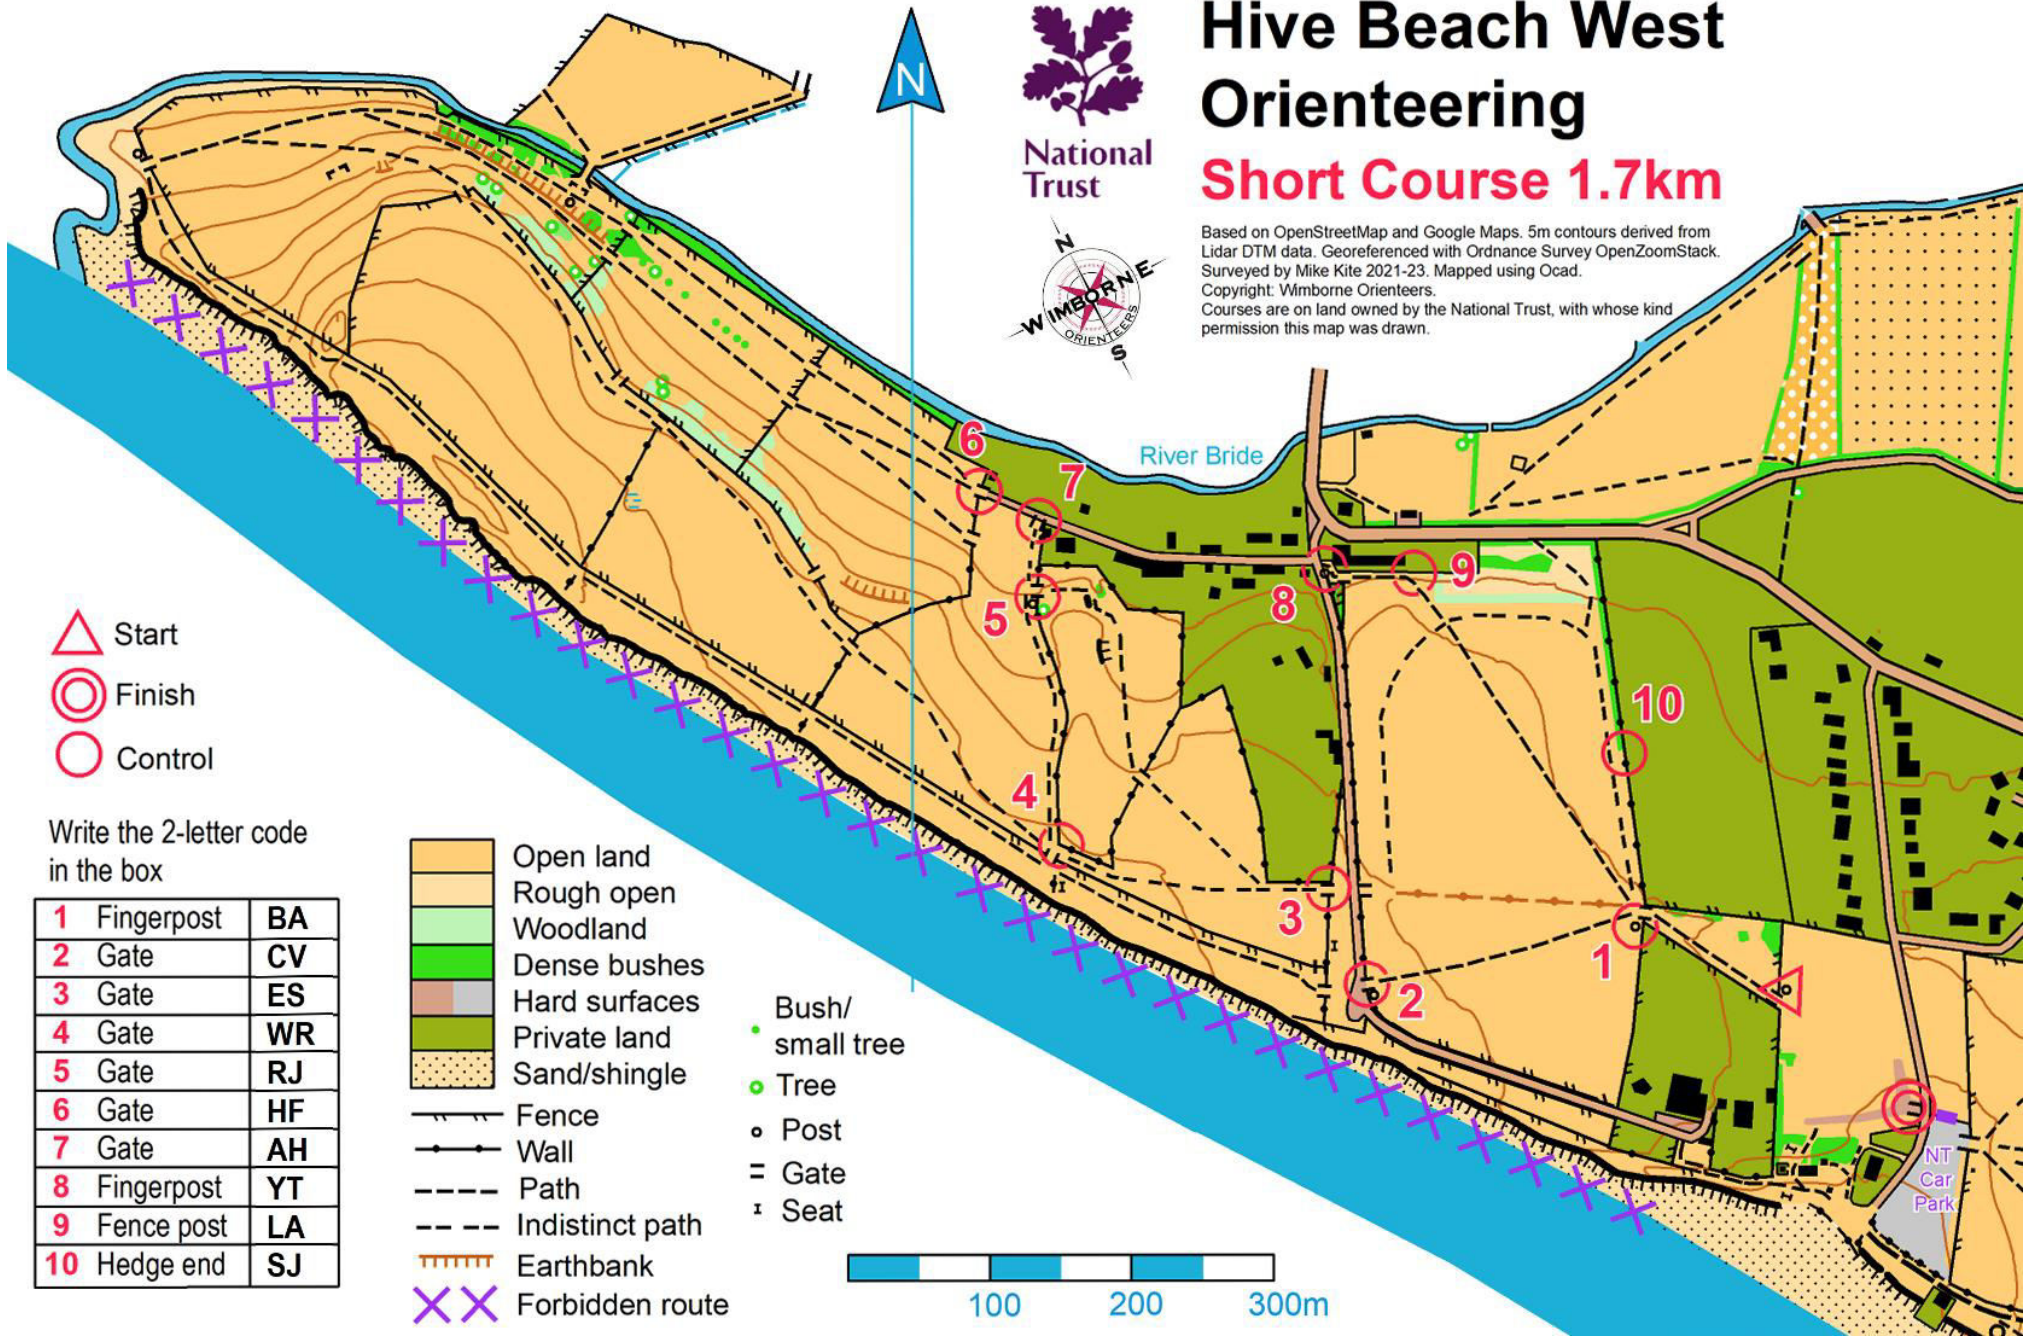 Hive Beach West
Orienteering
Short Course 1.7km
N
National
Trust
Based on OpenStreetMap and Google Maps. 5m contours derived from
Lidar DTM data. Georeferenced with Ordnance Survey OpenZoomStack.
Surveyed by Mike Kite 2021-23. Mapped using Ocad.
Copyright: Wimborne Orienteers.
Courses are on land owned by the National Trust, with whose kind
permission this map was drawn.
N
WIMBORNE
ORIENTEERS
S
River Bride
6
7
9
5
8
10
4
3
1
2
NT
Car
Park
Start
Finish
Control
Write the 2-letter code
in the box
1 Fingerpost BA
2 Gate CV
3 Gate ES
4 Gate WR
5 Gate RJ
6 Gate HF
7 Gate AH
8 Fingerpost YT
9 Fence post LA
10 Hedge end SJ
Open land
Rough open
Woodland
Dense bushes
Hard surfaces
Private land
Sand/shingle
Fence
Wall
Path
Indistinct path
Earthbank
Forbidden route
Bush/
small tree
Tree
Post
Gate
Seat
100 200 300m